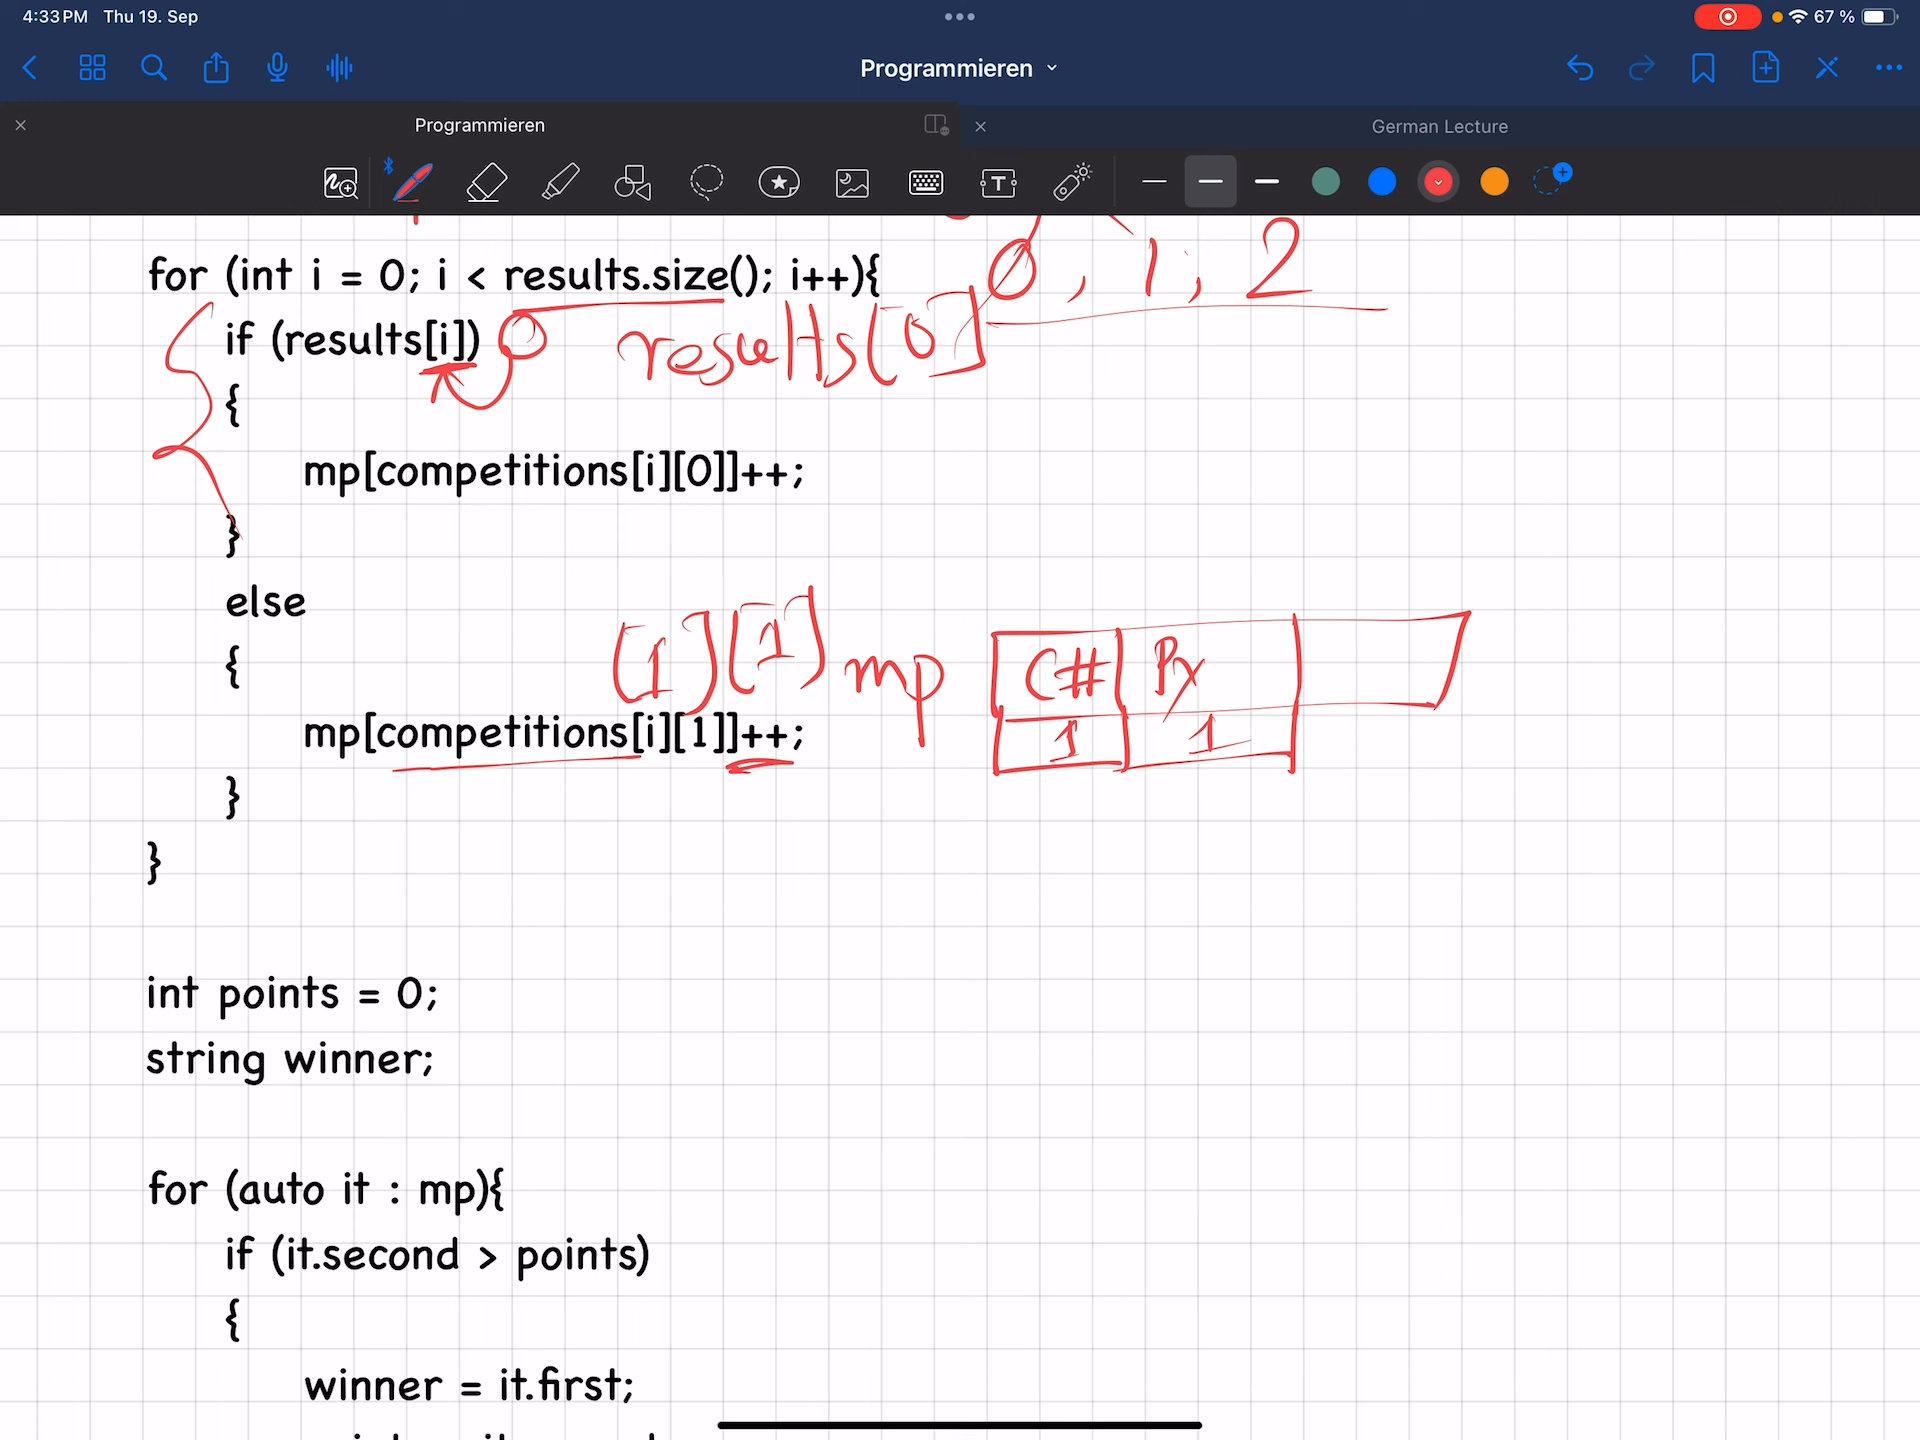 4:33 PM Thu 19. Sep
67 %
Programmieren
Programmieren
German Lecture
T
for (int i = 0; i < results.size(); i++){
0, 1, 2
if (results[i])
results[0]
{
mp[competitions[i][0]]++;
}
else
{
[1][1]
mp
C# Py
mp[competitions[i][1]]++;
1 1
}
}
int points = 0;
string winner;
for (auto it : mp){
if (it.second > points)
{
winner = it.first;